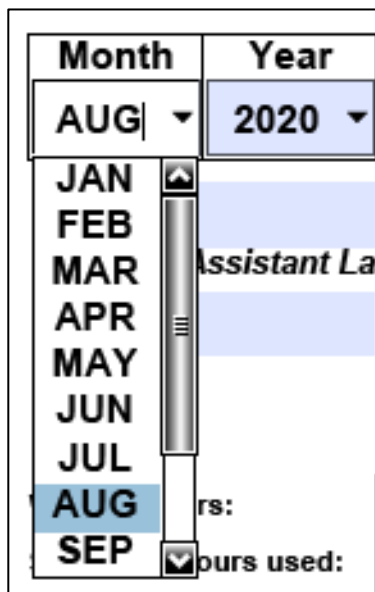 Month Year
AUG 2020
JAN
FEB
MAR
Assistant La
APR
MAY
JUN
JUL
AUG
rs:
SEP
ours used: